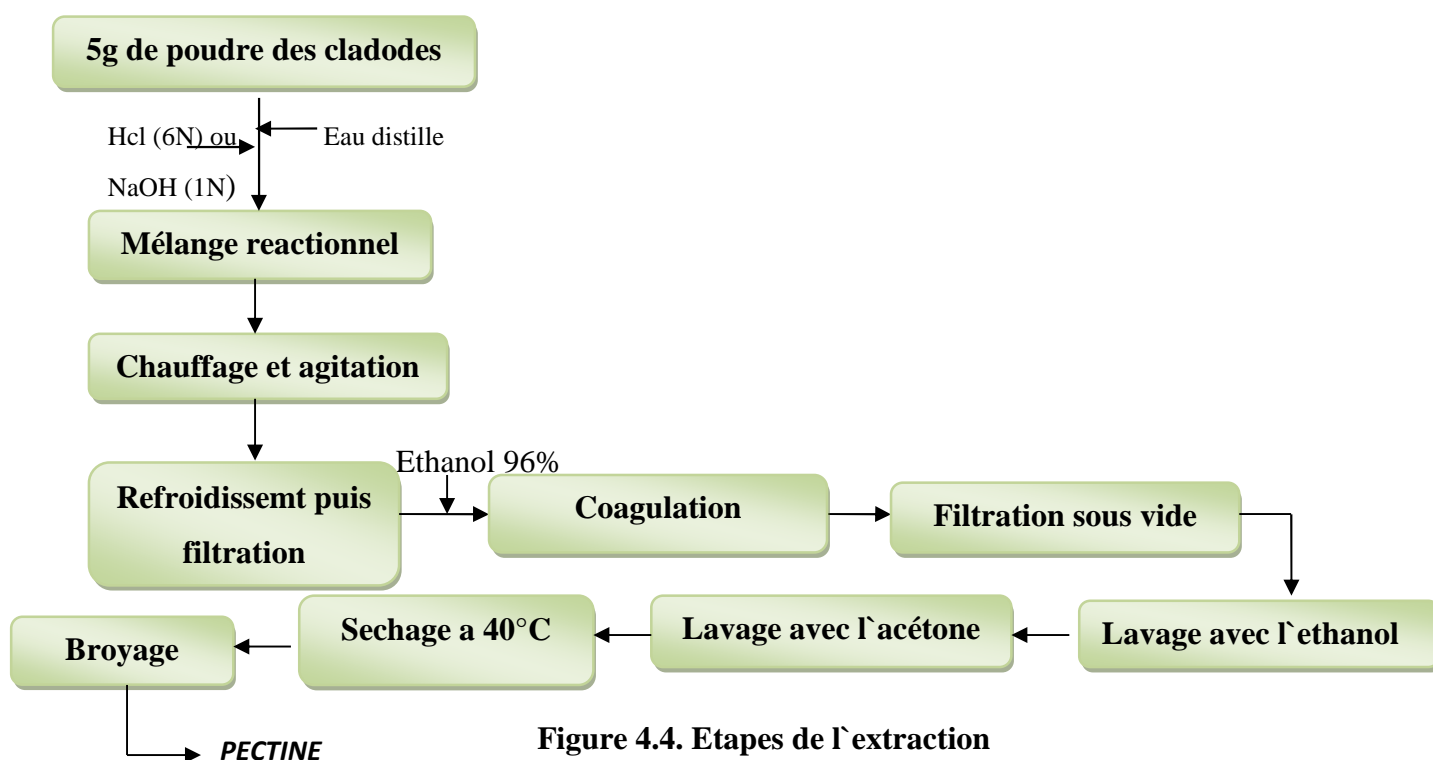 5g de poudre des cladodes
Hcl (6N) ou
Eau distille
NaOH (1N)
Mélange reactionnel
Chauffage et agitation
Refroidissemt puis
filtration
Ethanol 96%
Coagulation
Filtration sous vide
Lavage avec l`ethanol
Lavage avec l`acétone
Sechage a 40°C
Broyage
PECTINE
Figure 4.4. Etapes de l`extraction